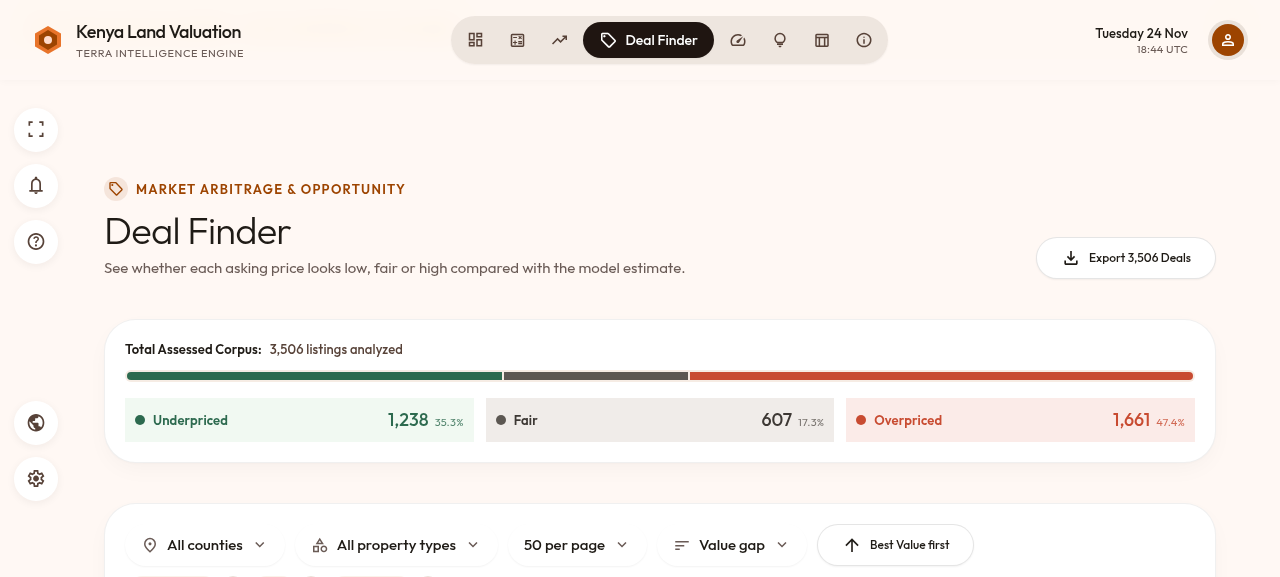 Kenya Land Valuation
TERRA INTELLIGENCE ENGINE
Deal Finder
Tuesday 24 Nov
18:44 UTC
MARKET ARBITRAGE & OPPORTUNITY
Deal Finder
See whether each asking price looks low, fair or high compared with the model estimate.
Export 3,506 Deals
Total Assessed Corpus: 3,506 listings analyzed
Underpriced 1,238 35.3%
Fair 607 17.3%
Overpriced 1,661 47.4%
All counties
All property types
50 per page
Value gap
Best Value first